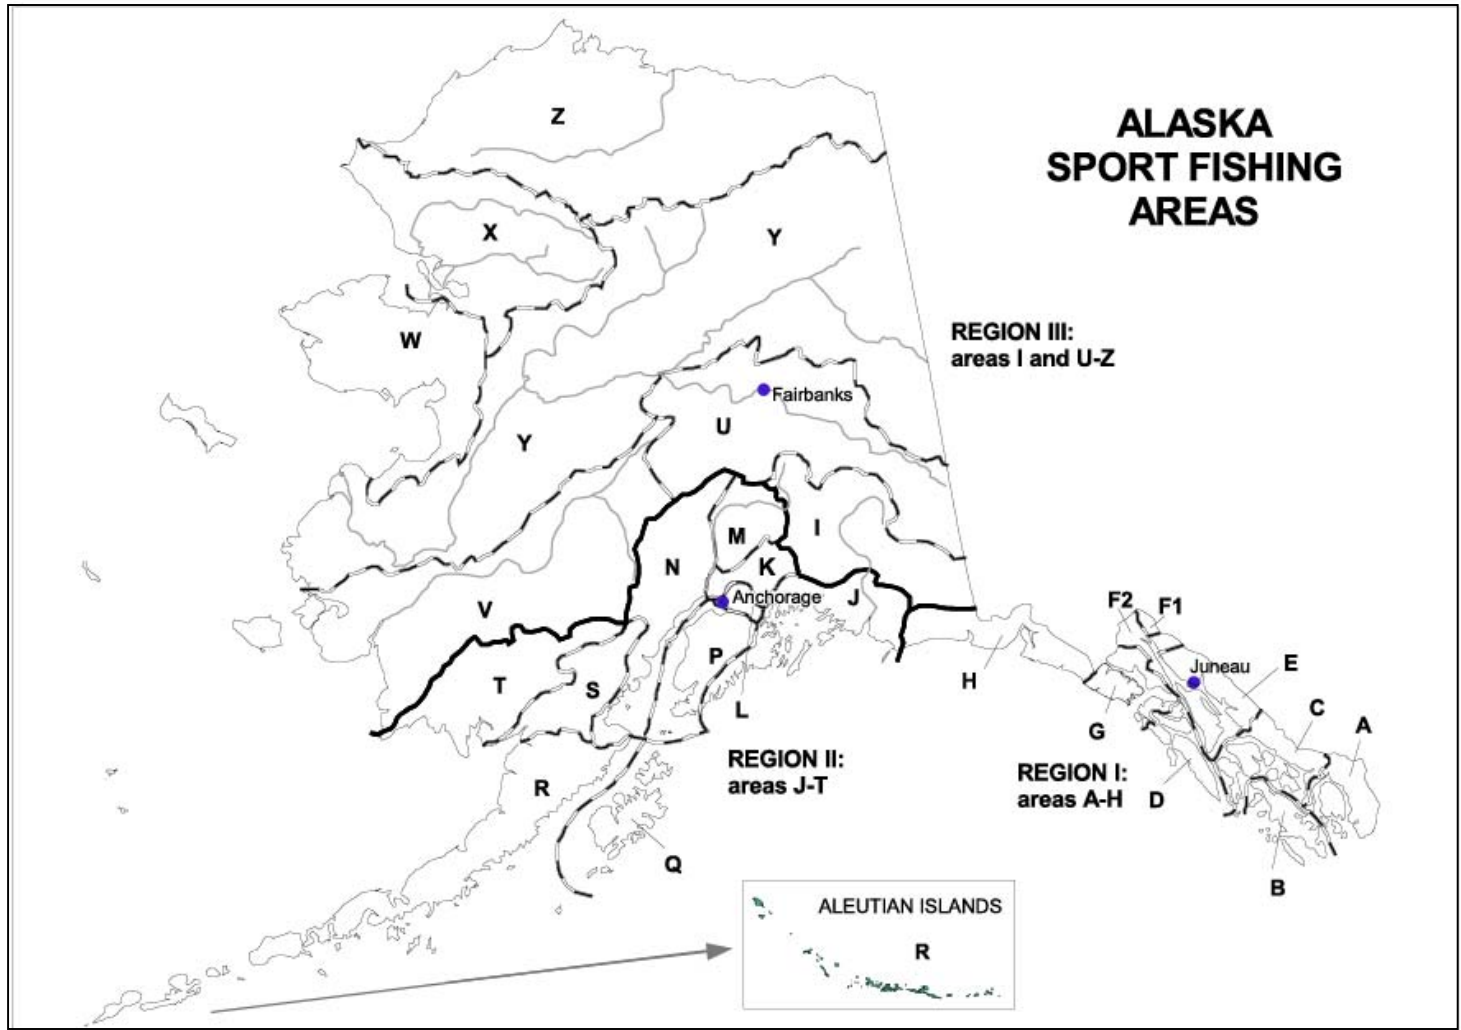 ALASKA
SPORT FISHING
AREAS
Z
X
Y
W
REGION III:
areas I and U-Z
Fairbanks
U
Y
M
I
N
K
Anchorage
J
V
F2
F1
P
Juneau
E
T
S
H
L
C
A
G
REGION II:
areas J-T
REGION I:
areas A-H
D
R
Q
B
ALEUTIAN ISLANDS
R